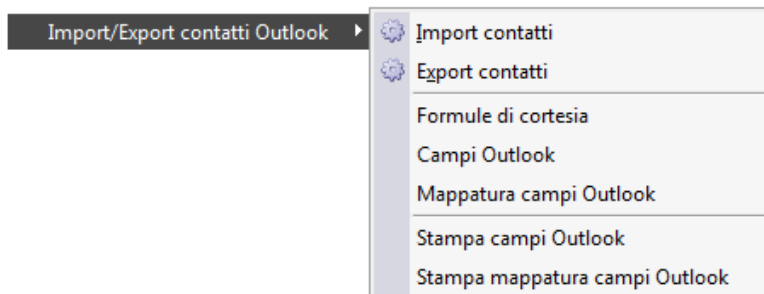 Import/Export contatti Outlook
Import contatti
Export contatti
Formule di cortesia
Campi Outlook
Mappatura campi Outlook
Stampa campi Outlook
Stampa mappatura campi Outlook